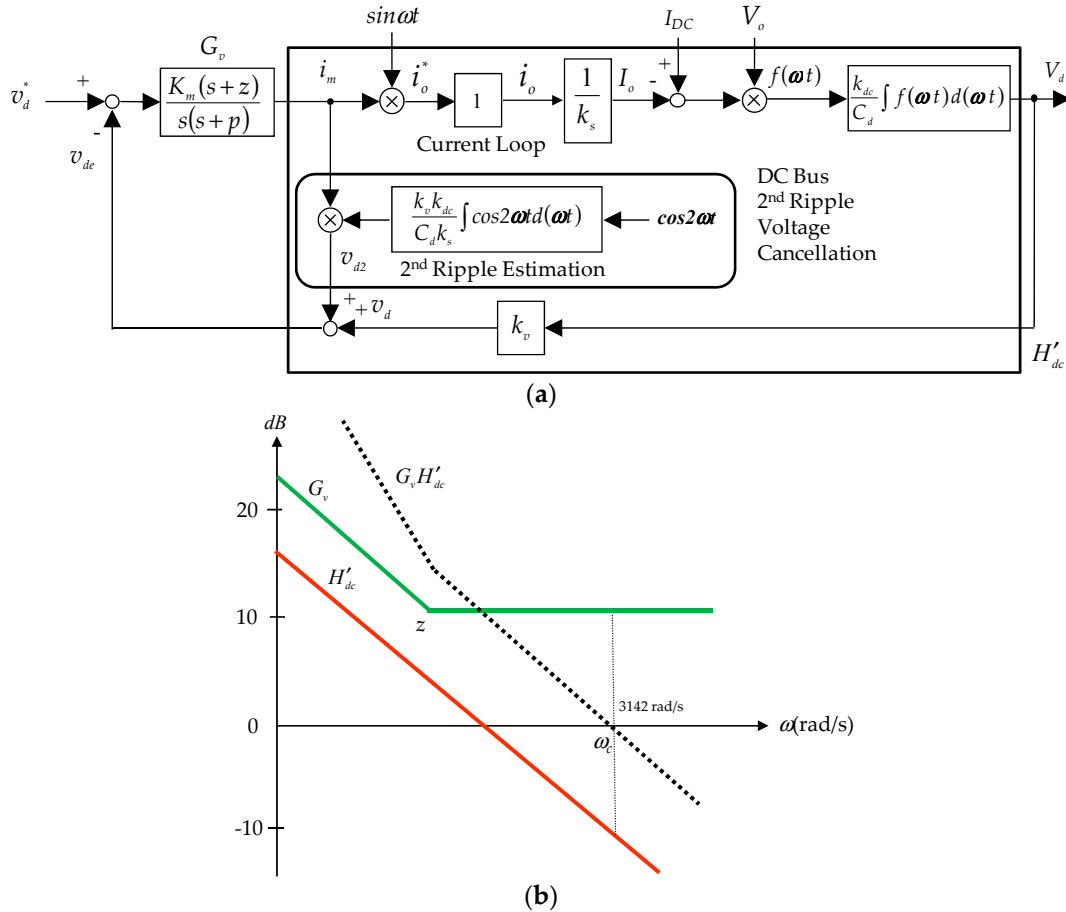 sinωt
I_DC
V_o
G_v
i_m
i_o^*
i_o
I_o
f(ωt)
V_d
v_d^*
+
-
K_m(s+z)
s(s+p)
1
1
k_s
-
+
k_dc
C_d
∫ f(ωt)d(ωt)
v_de
Current Loop
DC Bus
2nd Ripple
Voltage
Cancellation
k_v k_dc
C_d k_s
∫ cos2ωtd(ωt)
cos2ωt
v_d2
2nd Ripple Estimation
+
+
v_d
k_v
H'_dc
(a)
dB
G_v
G_vH'_dc
20
H'_dc
10
z
3142 rad/s
0
ω_c
ω(rad/s)
-10
(b)